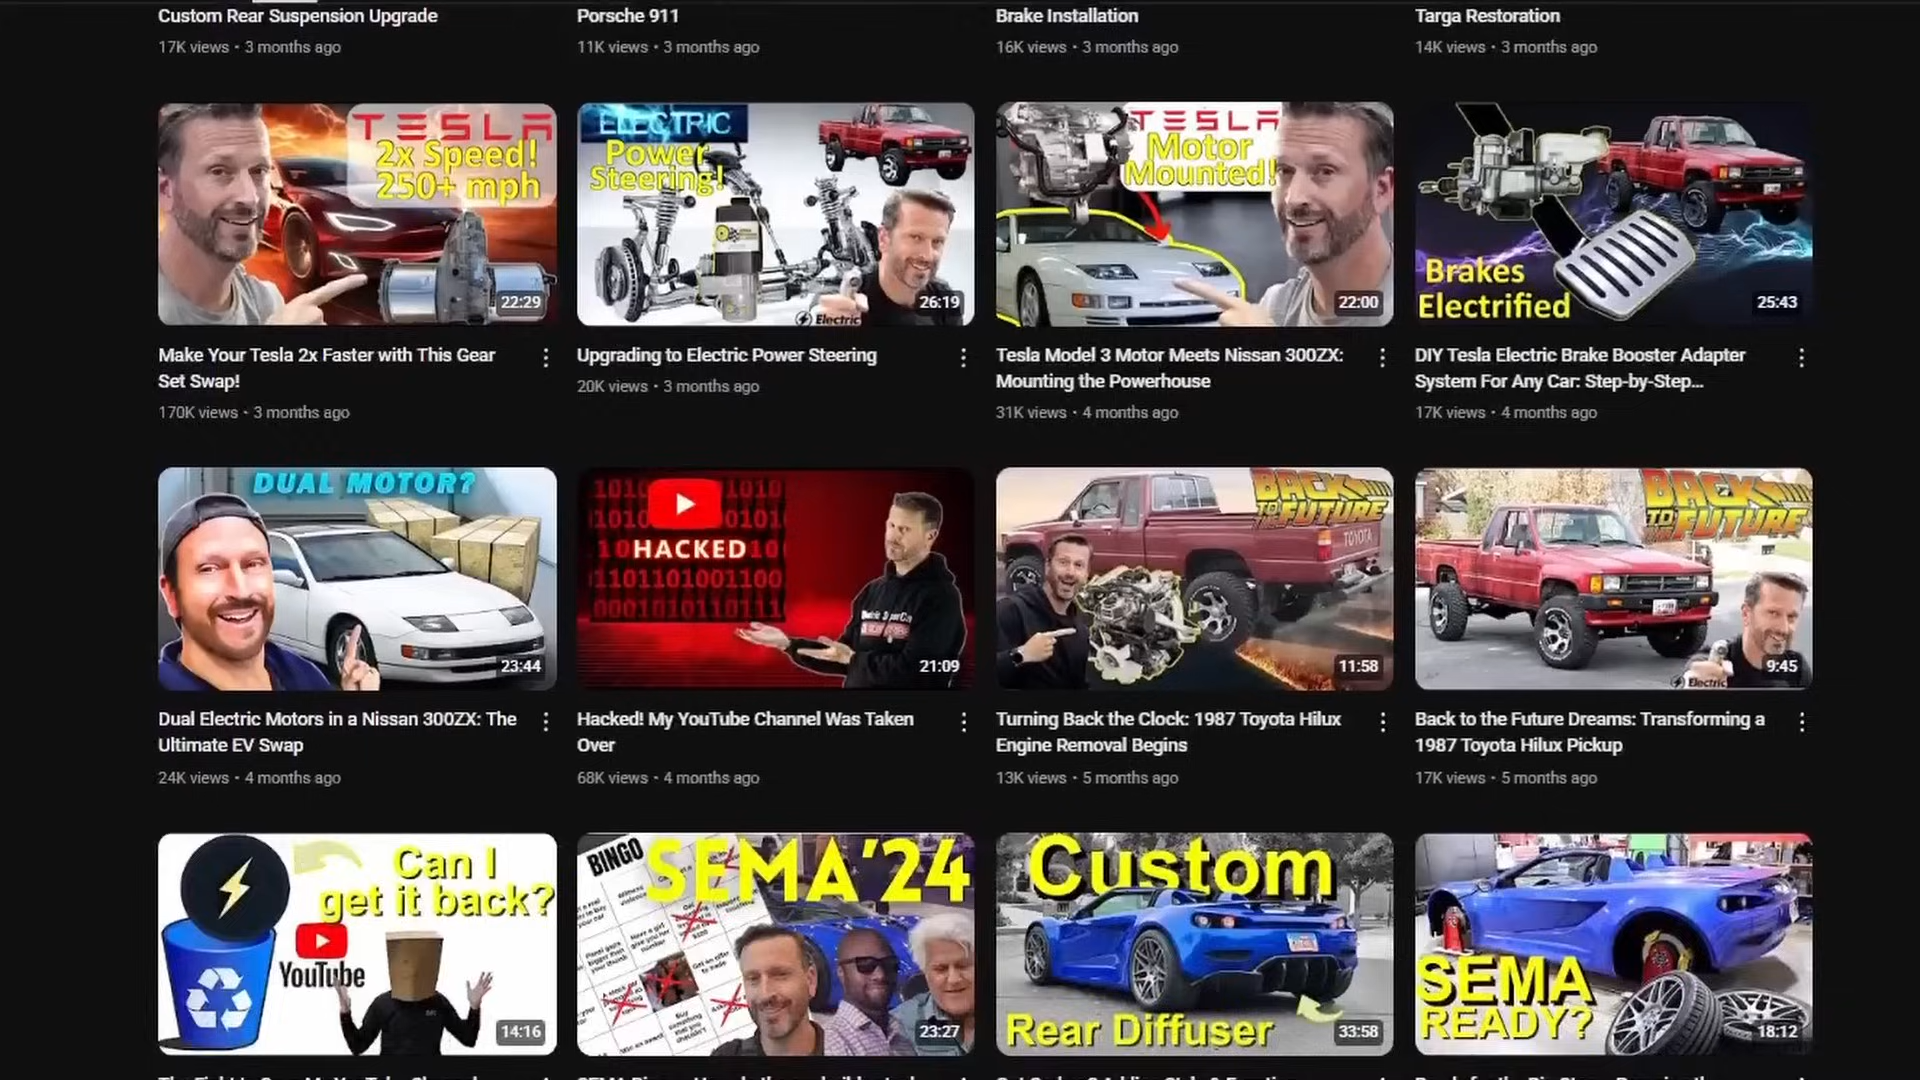 Custom Rear Suspension Upgrade
17K views • 3 months ago
Porsche 911
11K views • 3 months ago
Brake Installation
16K views • 3 months ago
Targa Restoration
14K views • 3 months ago
TESLA
2x Speed!
250+ mph
22:29
ELECTRIC
Power
Steering!
Electric
26:19
TESLA
Motor
Mounted!
22:00
Brakes
Electrified
25:43
Make Your Tesla 2x Faster with This Gear
Set Swap!
170K views • 3 months ago
Upgrading to Electric Power Steering
20K views • 3 months ago
Tesla Model 3 Motor Meets Nissan 300ZX:
Mounting the Powerhouse
31K views • 4 months ago
DIY Tesla Electric Brake Booster Adapter
System For Any Car: Step-by-Step...
17K views • 4 months ago
DUAL MOTOR?
23:44
HACKED
1101101001100
0001010110111
21:09
BACK
TO THE FUTURE
TOYOTA
11:58
BACK
TO THE FUTURE
Electric
9:45
Dual Electric Motors in a Nissan 300ZX: The
Ultimate EV Swap
24K views • 4 months ago
Hacked! My YouTube Channel Was Taken
Over
68K views • 4 months ago
Turning Back the Clock: 1987 Toyota Hilux
Engine Removal Begins
13K views • 5 months ago
Back to the Future Dreams: Transforming a
1987 Toyota Hilux Pickup
17K views • 5 months ago
Can I
get it back?
YouTube
14:16
BINGO
SEMA'24
23:27
Custom
Rear Diffuser
33:58
SEMA
READY?
18:12